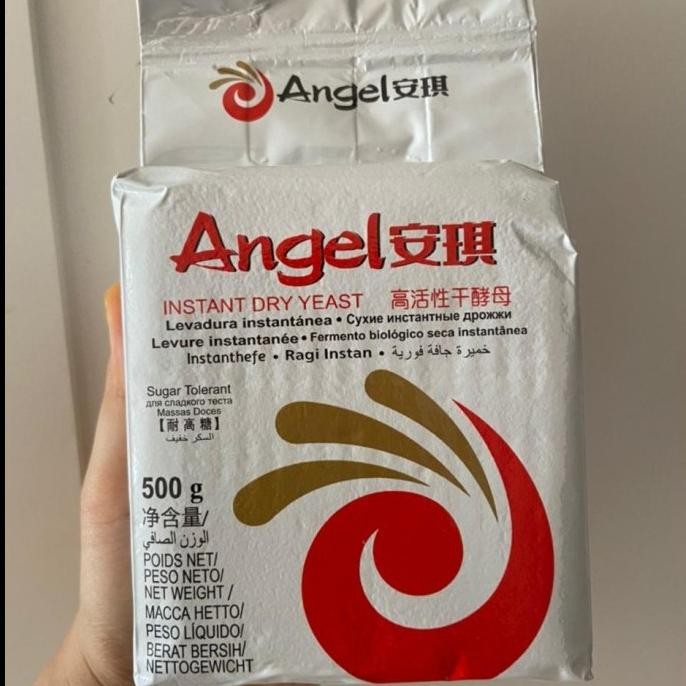 Angel安琪
Angel安琪
INSTANT DRY YEAST 高活性干酵母
Levadura instantánea • Сухие инстантные дрожжи
Levure instantanée • Fermento biológico seca instantânea
Instanthefe • Ragi Instan • خميرة جافة فورية
Sugar Tolerant
для сладкого теста
Massas Doces
【耐高糖】
السكر خفيف
500 g
净含量/
الوزن الصافي
POIDS NET/
PESO NETO/
NET WEIGHT /
МАССА НЕТТО/
PESO LÍQUIDO/
BERAT BERSIH/
NETTOGEWICHT